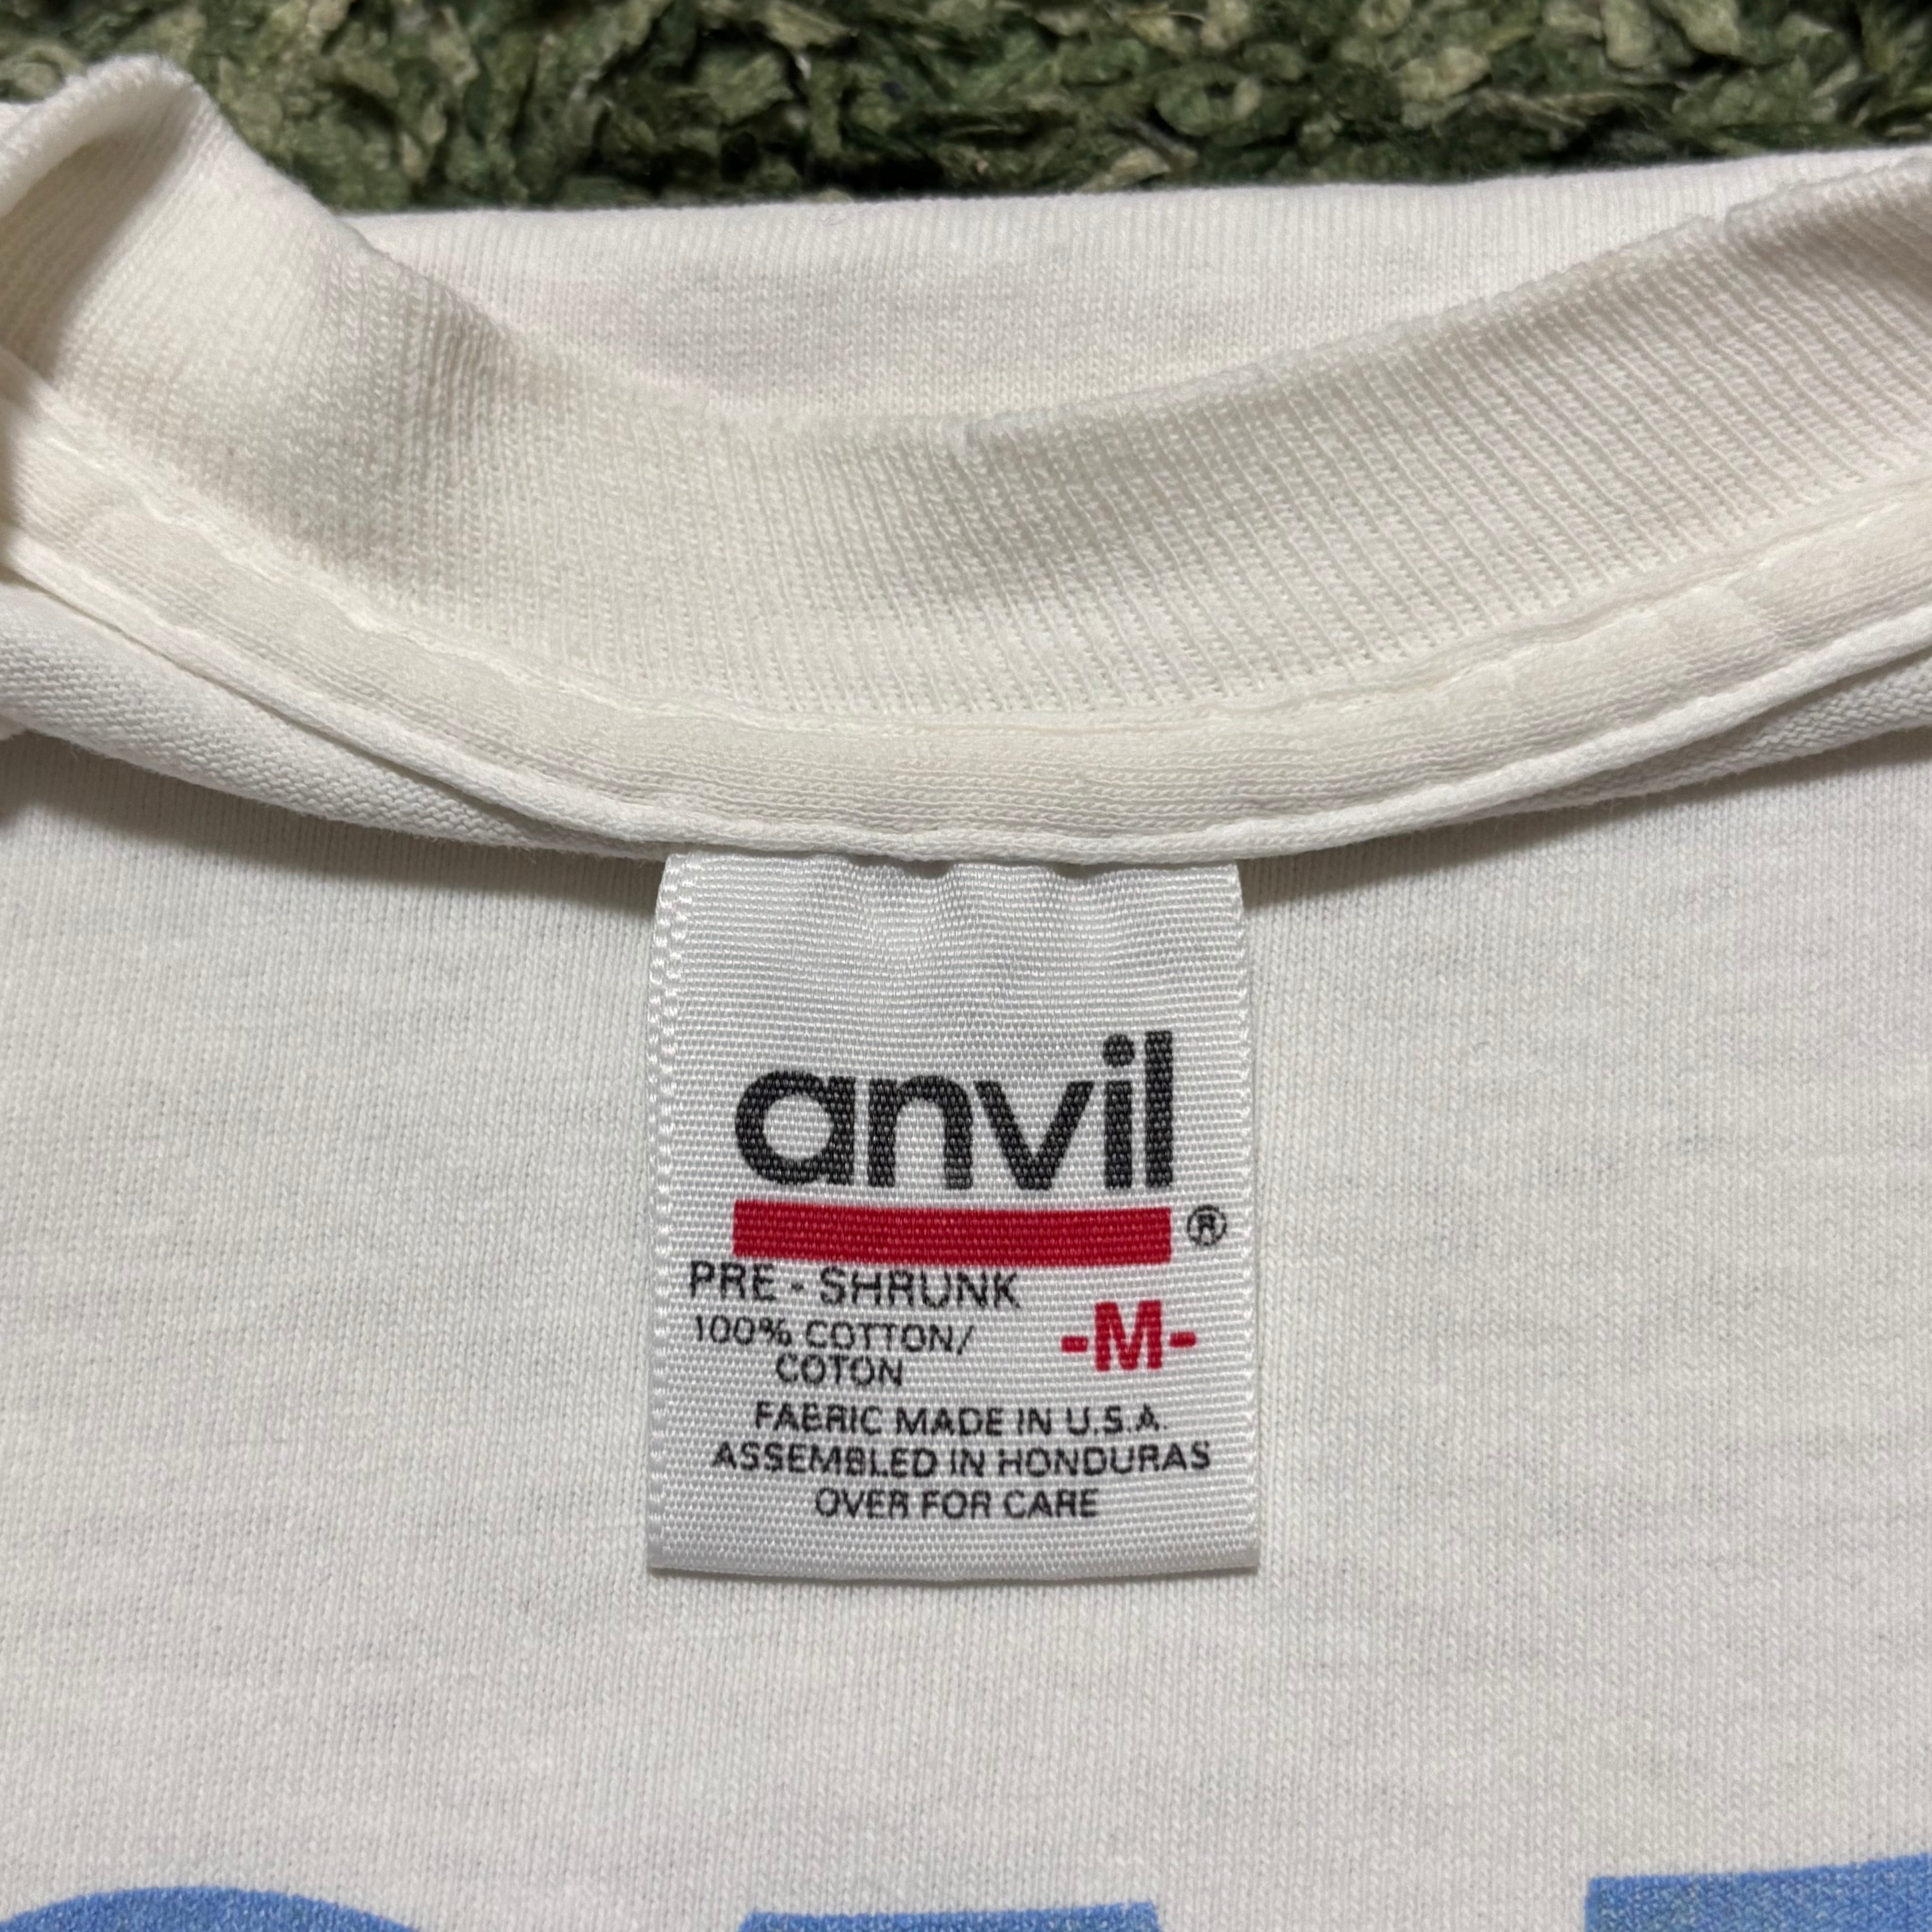 anvil
®
PRE - SHRUNK
100% COTTON/
COTON
-M-
FABRIC MADE IN U.S.A.
ASSEMBLED IN HONDURAS
OVER FOR CARE